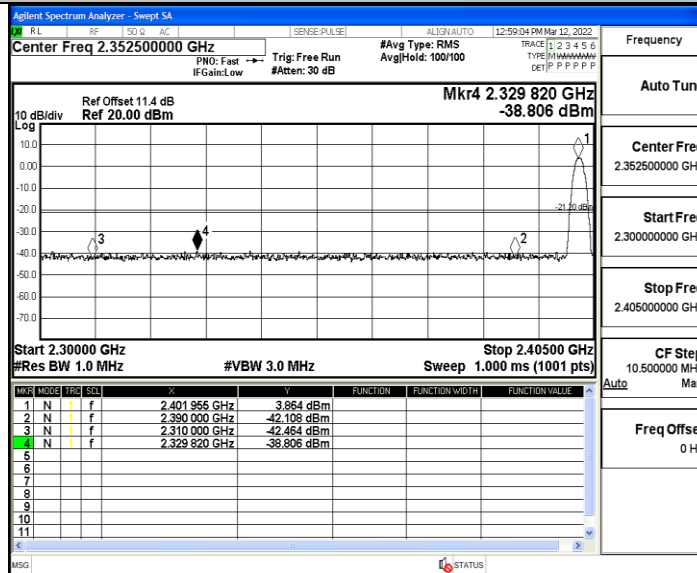 Agilent Spectrum Analyzer - Swept SA
RL RF 50 Ω AC SENSE:PULSE ALIGN AUTO 12:59:04 PM Mar 12, 2022
Center Freq 2.352500000 GHz #Avg Type: RMS TRACE 1 2 3 4 5 6
PNO: Fast Trig: Free Run Avg|Hold: 100/100 TYPE M W W W W W
IFGain:Low #Atten: 30 dB DET P P P P P P
Frequency
Auto Tun
Mkr4 2.329 820 GHz
Ref Offset 11.4 dB
10 dB/div Ref 20.00 dBm -38.806 dBm
Log
10.0
0.00
-10.0
-20.0
-30.0
-40.0
-50.0
-60.0
-70.0
1
-21.20 dBm
3
4
2
Start 2.30000 GHz Stop 2.40500 GHz
#Res BW 1.0 MHz #VBW 3.0 MHz Sweep 1.000 ms (1001 pts)
Center Fre
2.352500000 GH
Start Fre
2.300000000 GH
Stop Fre
2.405000000 GH
CF Step
10.500000 MH
Auto Ma
Freq Offse
0 H
MKR MODE TRC SCL X Y FUNCTION FUNCTION WIDTH FUNCTION VALUE
1 N 1 f 2.401 955 GHz 3.864 dBm
2 N 1 f 2.390 000 GHz -42.108 dBm
3 N 1 f 2.310 000 GHz -42.464 dBm
4 N 1 f 2.329 820 GHz -38.806 dBm
5
6
7
8
9
10
11
MSG STATUS